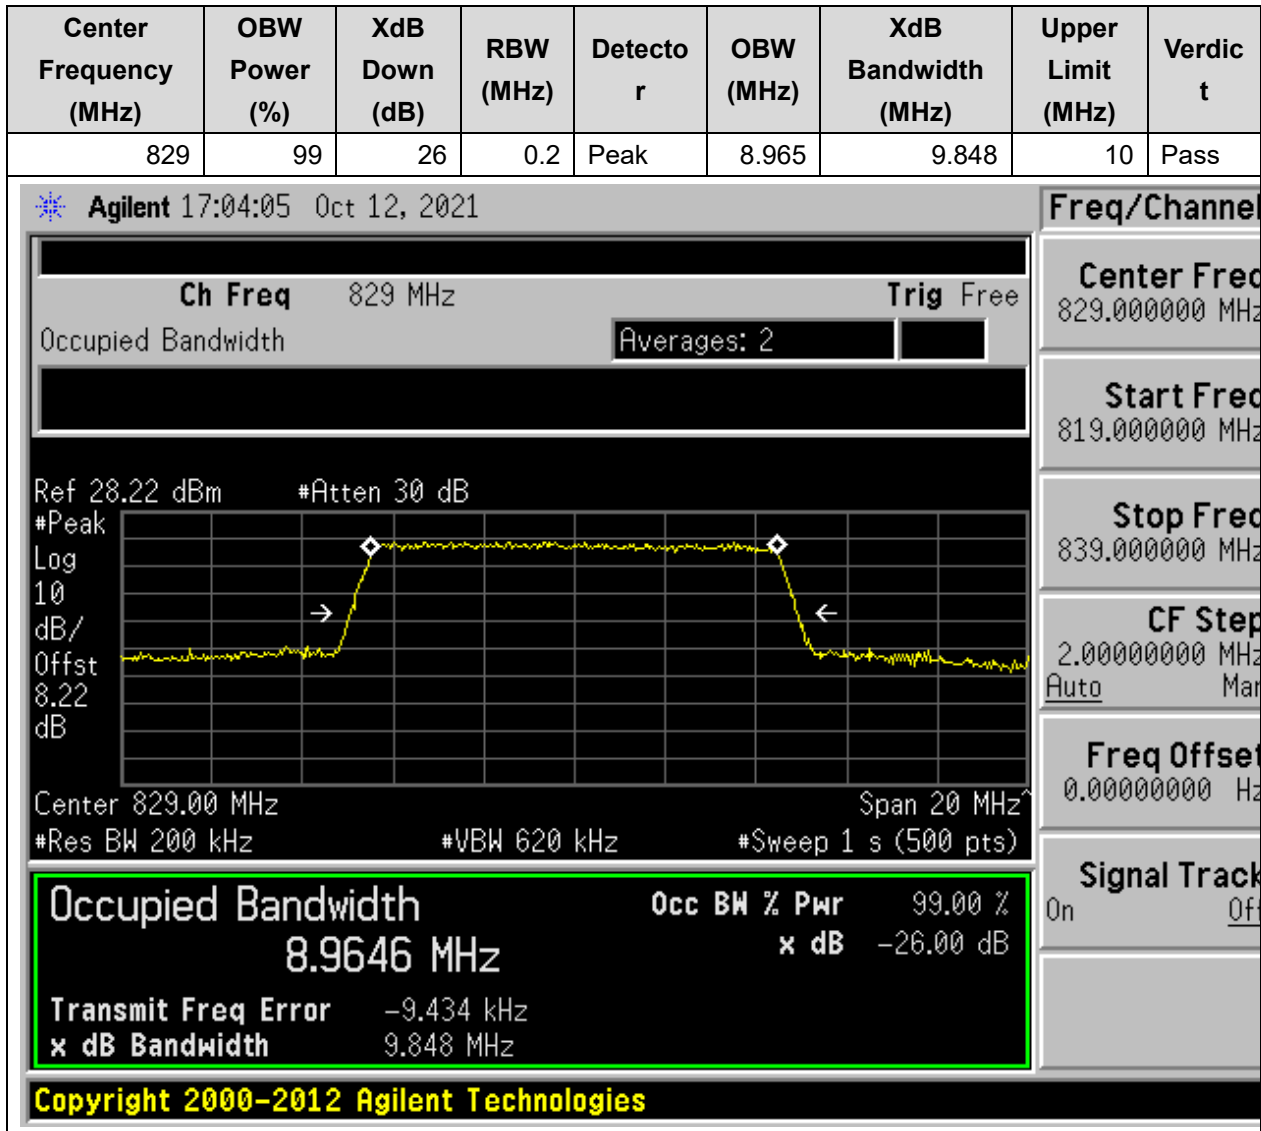 Center Frequency (MHz) OBW Power (%) XdB Down (dB) RBW (MHz) Detector OBW (MHz) XdB Bandwidth (MHz) Upper Limit (MHz) Verdict
829 99 26 0.2 Peak 8.965 9.848 10 Pass
Agilent 17:04:05 Oct 12, 2021
Freq/Channel
Ch Freq 829 MHz Trig Free
Occupied Bandwidth Averages: 2
Center Freq
829.000000 MHz
Start Freq
819.000000 MHz
Stop Freq
839.000000 MHz
CF Step
2.00000000 MHz
Auto Man
Freq Offset
0.00000000 Hz
Signal Track
On Off
Ref 28.22 dBm #Atten 30 dB
#Peak
Log
10
dB/
Offst
8.22
dB
Center 829.00 MHz Span 20 MHz^
#Res BW 200 kHz #VBW 620 kHz #Sweep 1 s (500 pts)
Occupied Bandwidth Occ BW % Pwr 99.00 %
8.9646 MHz x dB -26.00 dB
Transmit Freq Error -9.434 kHz
x dB Bandwidth 9.848 MHz
Copyright 2000-2012 Agilent Technologies